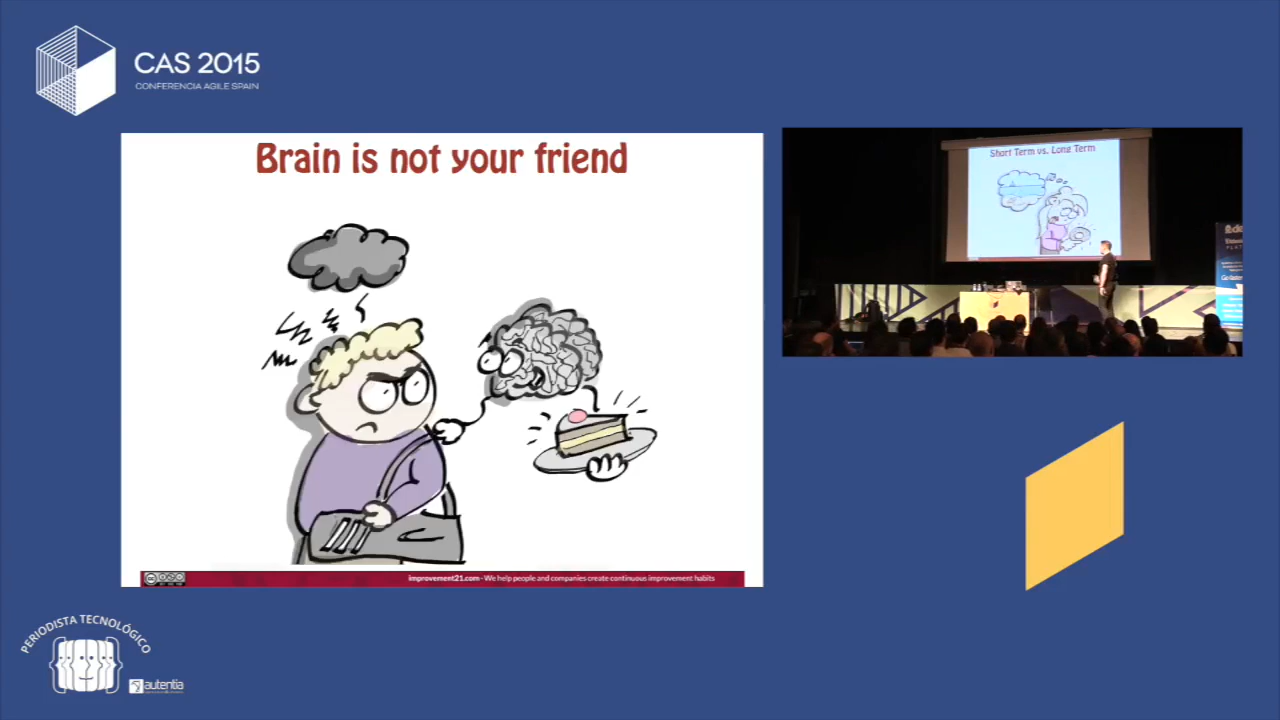 CAS 2015
CONFERENCIA AGILE SPAIN
Brain is not your friend
improvement21.com - We help people and companies create continuous improvement habits
Short Term vs. Long Term
PERIODISTA TECNOLÓGICO
autentia